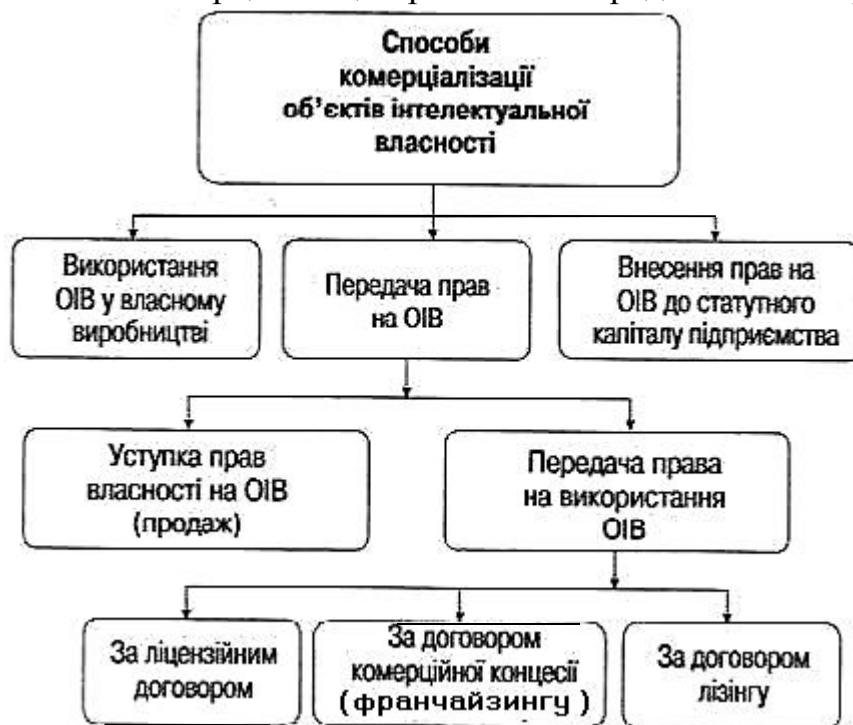 Способи
комерціалізації
об'єктів інтелектуальної
власності
Використання
ОІВ у власному
виробництві
Передача прав
на ОІВ
Внесення прав на
ОІВ до статутного
капіталу підприємства
Уступка прав
власності на ОІВ
(продаж)
Передача права
на використання
ОІВ
За ліцензійним
договором
За договором
комерційної концесії
(франчайзингу)
За договором
лізінгу